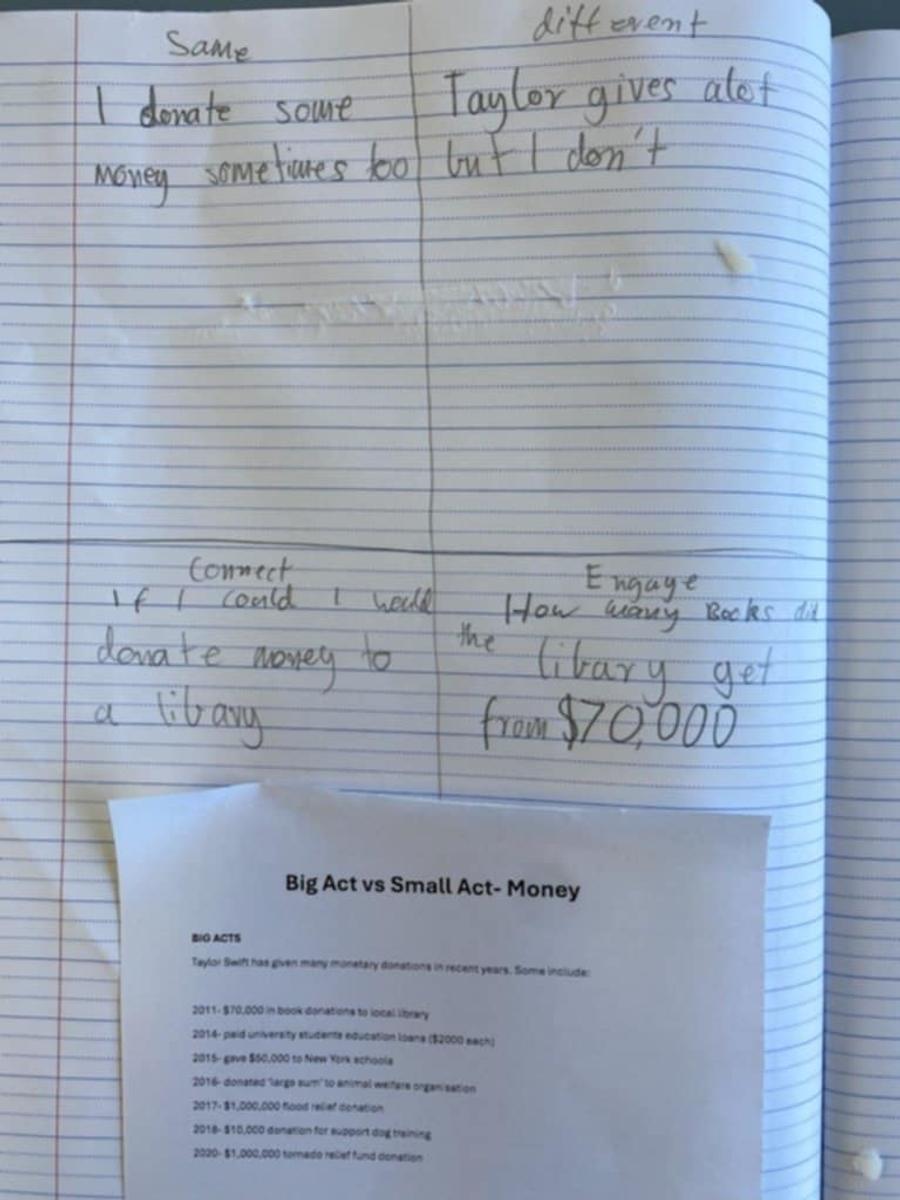 Same
I donate some
money sometimes too
different
Taylor gives alot
but I don't
Connect
If I could I would
donate money to
a libary
Engage
How many Books did
the libary get
from $70,000
Big Act vs Small Act- Money
BIG ACTS
Taylor Swift has given many monetary donations in recent years. Some include:
2011- $70,000 in book donations to local library
2014- paid university students education loans ($2000 each)
2015- gave $50,000 to New York schools
2016- donated 'large sum' to animal welfare organisation
2017- $1,000,000 flood relief donation
2018- $10,000 donation for support dog training
2020- $1,000,000 tornado relief fund donation